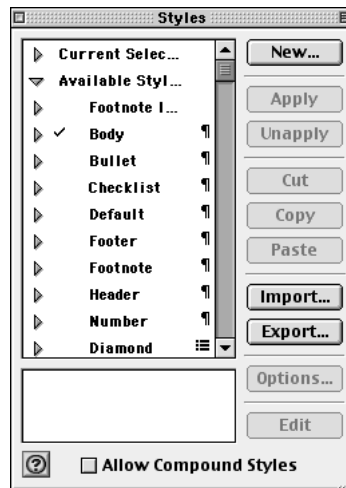 Styles
Current Selec...
Available Styl...
Footnote I...
Body ¶
Bullet ¶
Checklist ¶
Default ¶
Footer ¶
Footnote ¶
Header ¶
Number ¶
Diamond
New...
Apply
Unapply
Cut
Copy
Paste
Import...
Export...
Options...
Edit
?
Allow Compound Styles